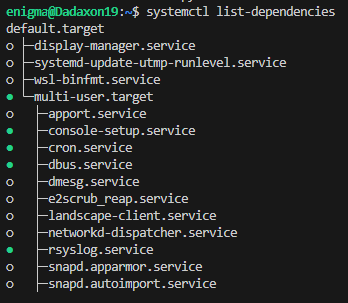 enigma@Dadaxon19:~$ systemctl list-dependencies
default.target
○ ├─display-manager.service
○ ├─systemd-update-utmp-runlevel.service
○ ├─wsl-binfmt.service
● └─multi-user.target
○   ├─apport.service
●   ├─console-setup.service
●   ├─cron.service
●   ├─dbus.service
○   ├─dmesg.service
○   ├─e2scrub_reap.service
○   ├─landscape-client.service
○   ├─networkd-dispatcher.service
●   ├─rsyslog.service
○   ├─snapd.apparmor.service
○   ├─snapd.autoimport.service